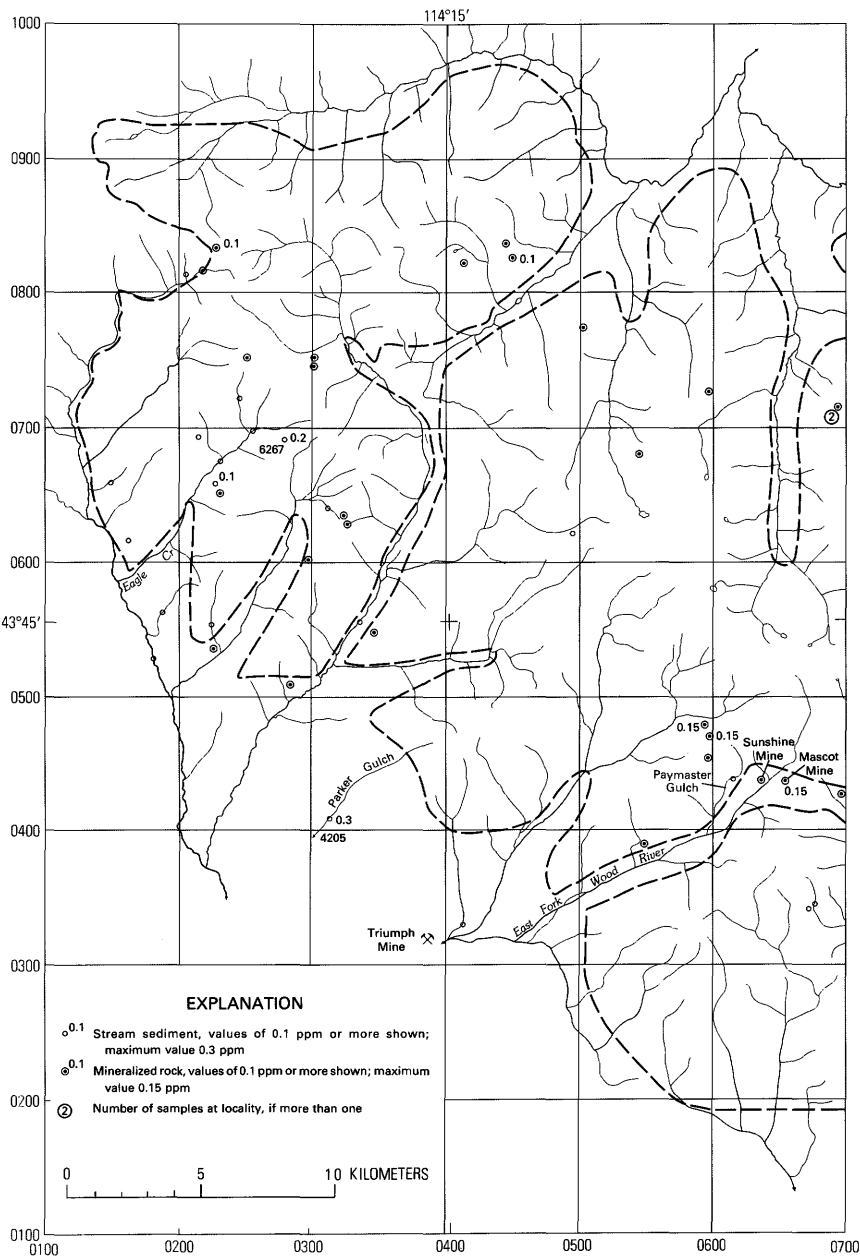 114°15′
1000
0900
0.1
0.1
0800
2
0700
0.2
6267
0.1
0600
Eagle Cr
43°45′
0500
0.15
0.15
Sunshine
Mine
Mascot
Mine
Paymaster
Gulch
0.15
Parker Gulch
0.3
4205
0400
East Fork Wood River
Triumph
Mine
0300
EXPLANATION
0.1 Stream sediment, values of 0.1 ppm or more shown;
maximum value 0.3 ppm
0.1 Mineralized rock, values of 0.1 ppm or more shown; maximum
value 0.15 ppm
2 Number of samples at locality, if more than one
0200
0 5 10 KILOMETERS
0100
0100 0200 0300 0400 0500 0600 0700